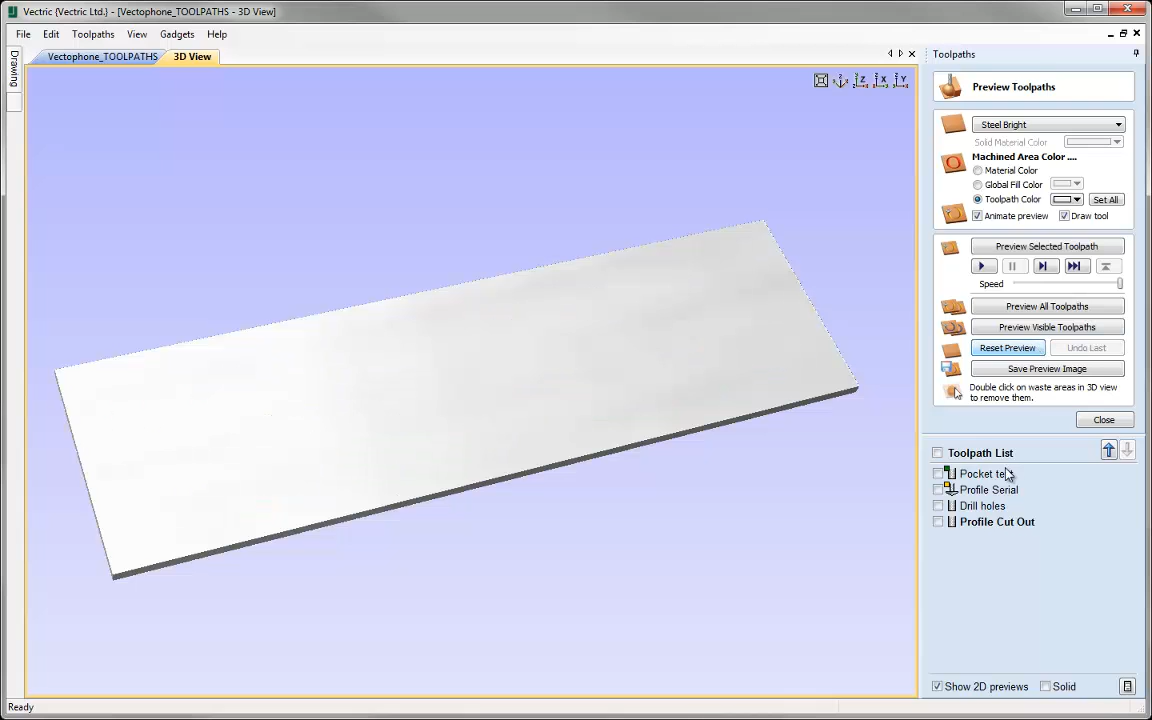 Vectric {Vectric Ltd.} - [Vectophone_TOOLPATHS - 3D View]
File Edit Toolpaths View Gadgets Help
Drawing
Vectophone_TOOLPATHS 3D View
Toolpaths
Preview Toolpaths
Steel Bright
Solid Material Color
Machined Area Color ....
Material Color
Global Fill Color
Toolpath Color Set All
Animate preview Draw tool
Preview Selected Toolpath
Speed
Preview All Toolpaths
Preview Visible Toolpaths
Reset Preview Undo Last
Save Preview Image
Double click on waste areas in 3D view
to remove them.
Close
Toolpath List
Pocket text
Profile Serial
Drill holes
Profile Cut Out
Show 2D previews Solid
Ready
Z X Y